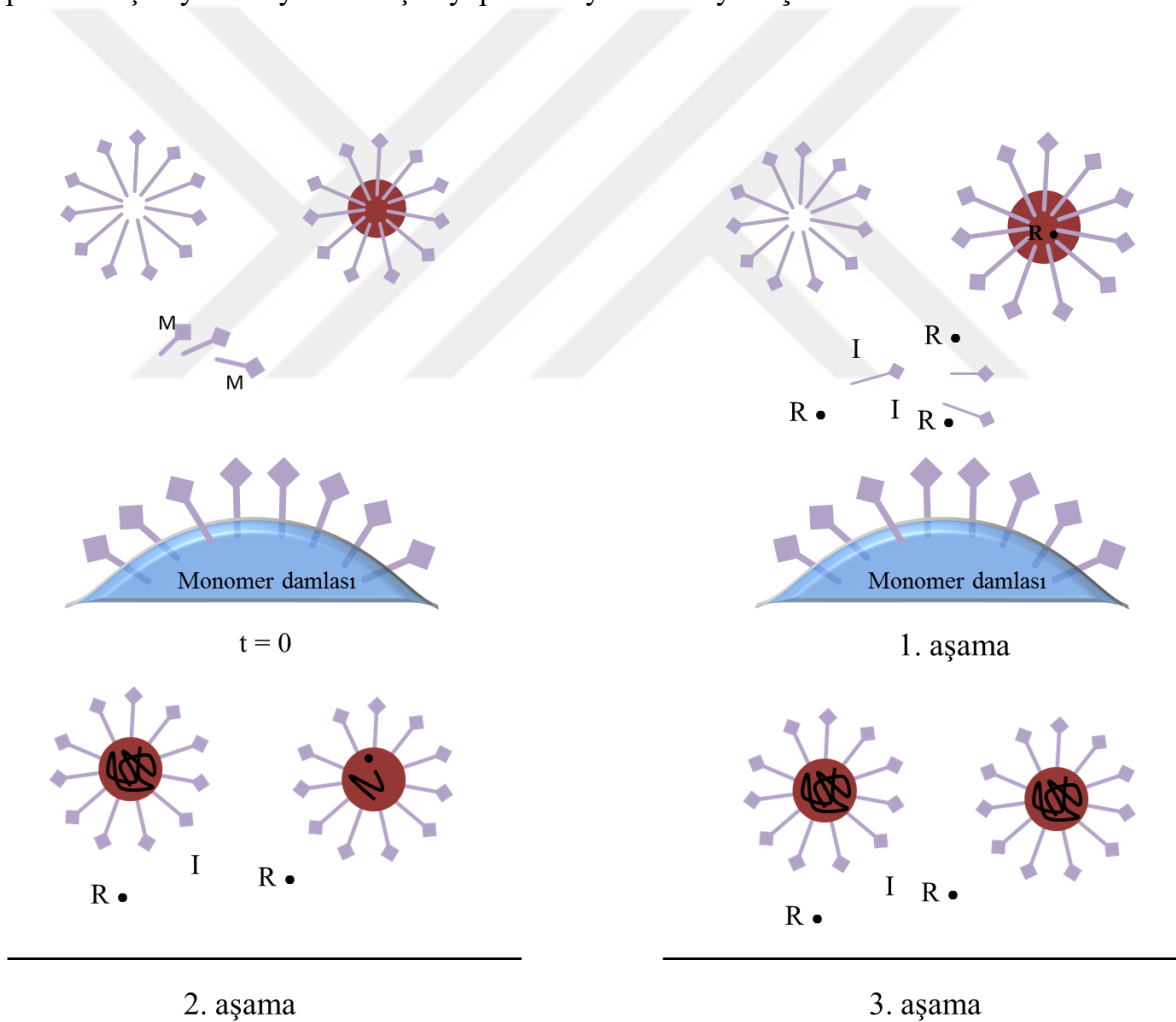 M
M
Monomer damlası
t = 0
R •
I
R •
R •
I
R •
Monomer damlası
1. aşama
I
R •
R •
2. aşama
I
R •
R •
3. aşama